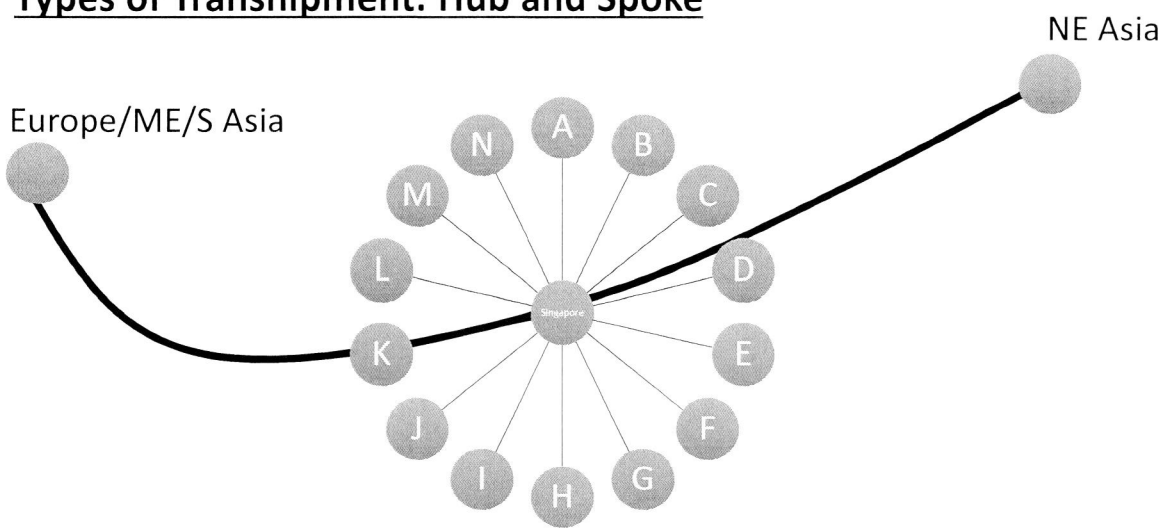 Types of Transhipment: Hub and Spoke
NE Asia
Europe/ME/S Asia
A
N
B
M
C
L
D
Singapore
K
E
J
F
I
G
H